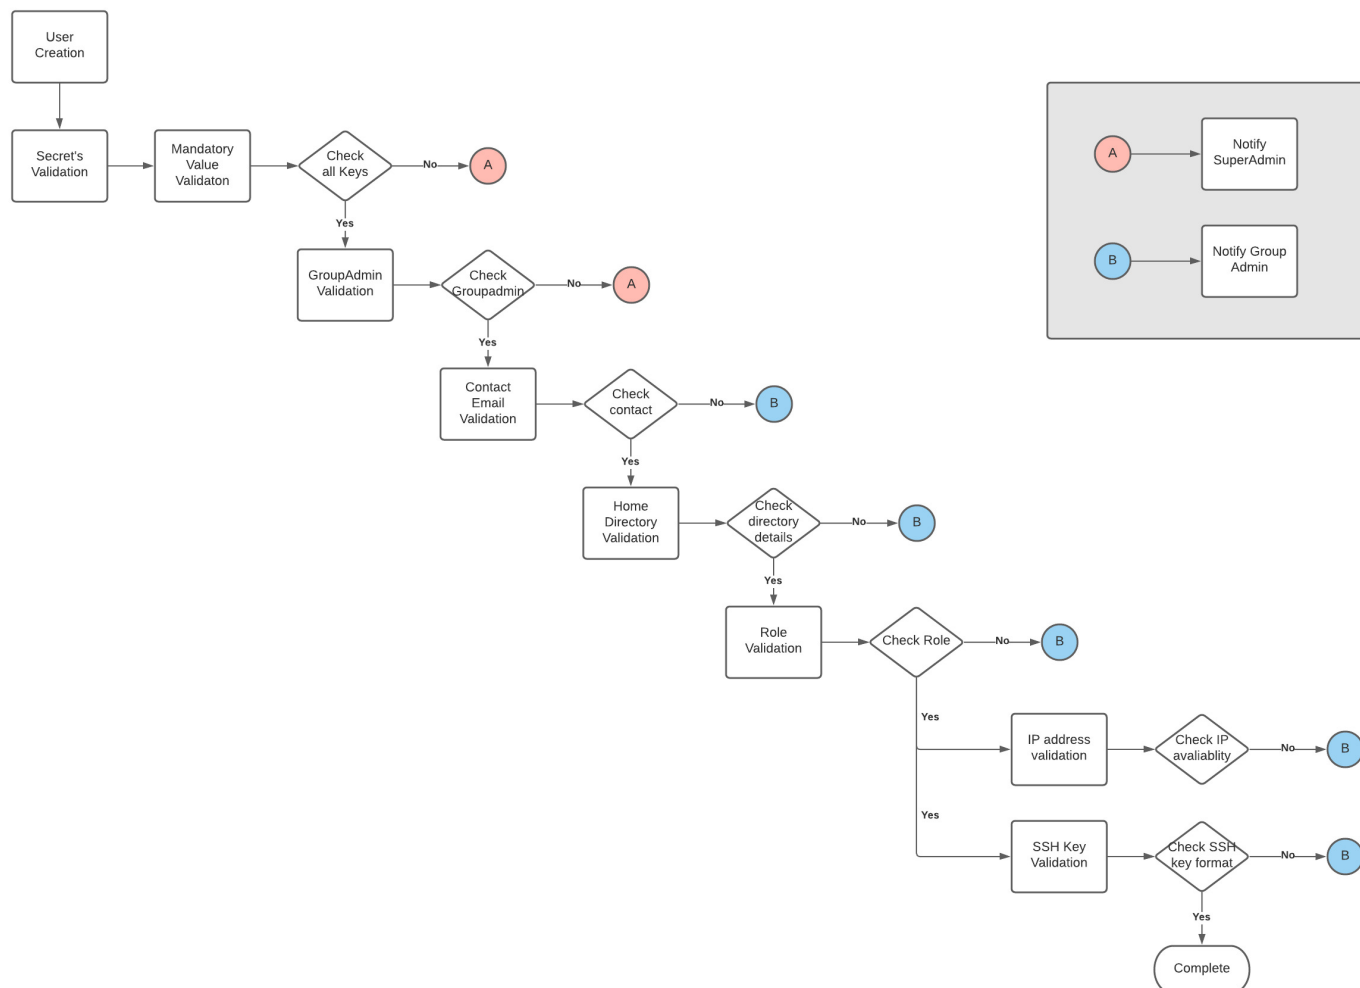 User
Creation
Secret's
Validation
Mandatory
Value
Validaton
Check
all Keys
No
A
Notify
SuperAdmin
A
Yes
B
Notify Group
Admin
GroupAdmin
Validation
Check
Groupadmin
No
A
Yes
Contact
Email
Validation
Check
contact
No
B
Yes
Home
Directory
Validation
Check
directory
details
No
B
Yes
Role
Validation
Check Role
No
B
Yes
IP address
validation
Check IP
avaliablity
No
B
Yes
SSH Key
Validation
Check SSH
key format
No
B
Yes
Complete